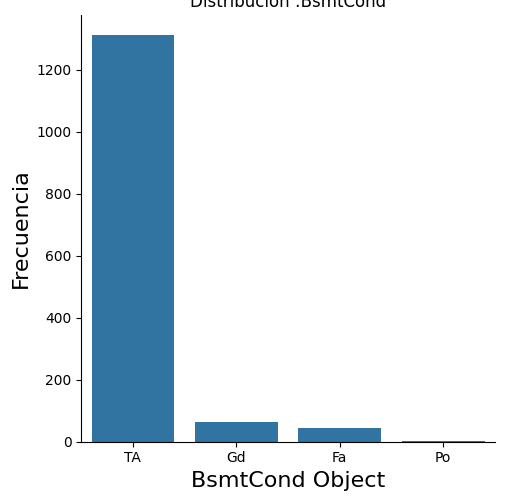 Distribución :BsmtCond
1200
1000
800
600
400
200
0
Frecuencia
TA Gd Fa Po
BsmtCond Object